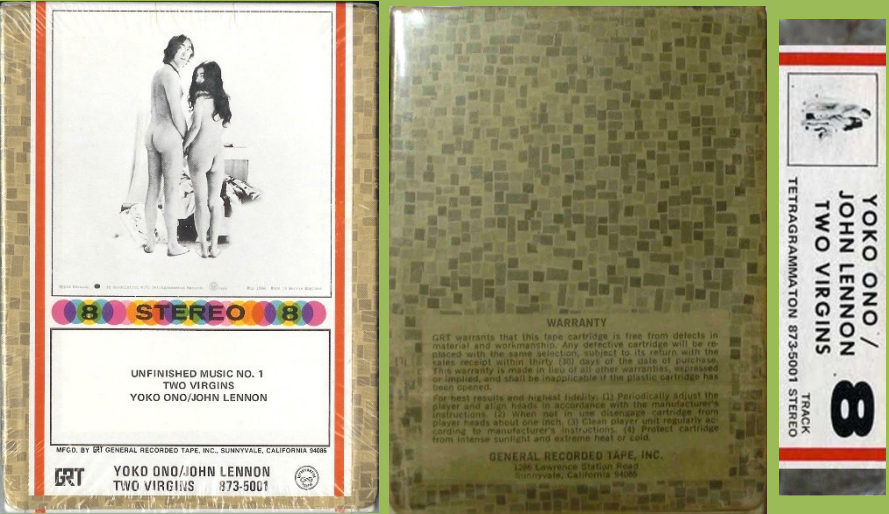 8 STEREO 8
UNFINISHED MUSIC NO. 1
TWO VIRGINS
YOKO ONO/JOHN LENNON
MFGD. BY GRT GENERAL RECORDED TAPE, INC., SUNNYVALE, CALIFORNIA 94086
GRT
YOKO ONO/JOHN LENNON
TWO VIRGINS 873-5001
WARRANTY
GRT warrants that this tape cartridge is free from defects in
material and workmanship. Any defective cartridge will be re-
placed with the same selection, subject to its return with the
sales receipt within thirty (30) days of the date of purchase.
This warranty is made in lieu of all other warranties, expressed
or implied, and shall be inapplicable if the plastic cartridge has
been opened.
For best results and highest fidelity: (1) Periodically adjust the
player and align heads in accordance with the manufacturer's
instructions. (2) When not in use disengage cartridge from
player heads about one inch. (3) Clean player unit regularly ac-
cording to manufacturer's instructions. (4) Protect cartridge
from intense sunlight and extreme heat or cold.
GENERAL RECORDED TAPE, INC.
1286 Lawrence Station Road
Sunnyvale, California 94086
YOKO ONO/
JOHN LENNON
TWO VIRGINS
8
TRACK
TETRAGRAMMATON 873-5001 STEREO